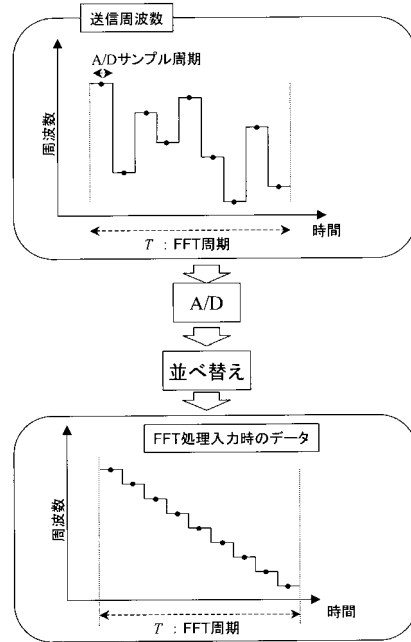 送信周波数
A/Dサンプル周期
周波数
時間
T : FFT周期
A/D
並べ替え
FFT処理入力時のデータ
周波数
時間
T : FFT周期